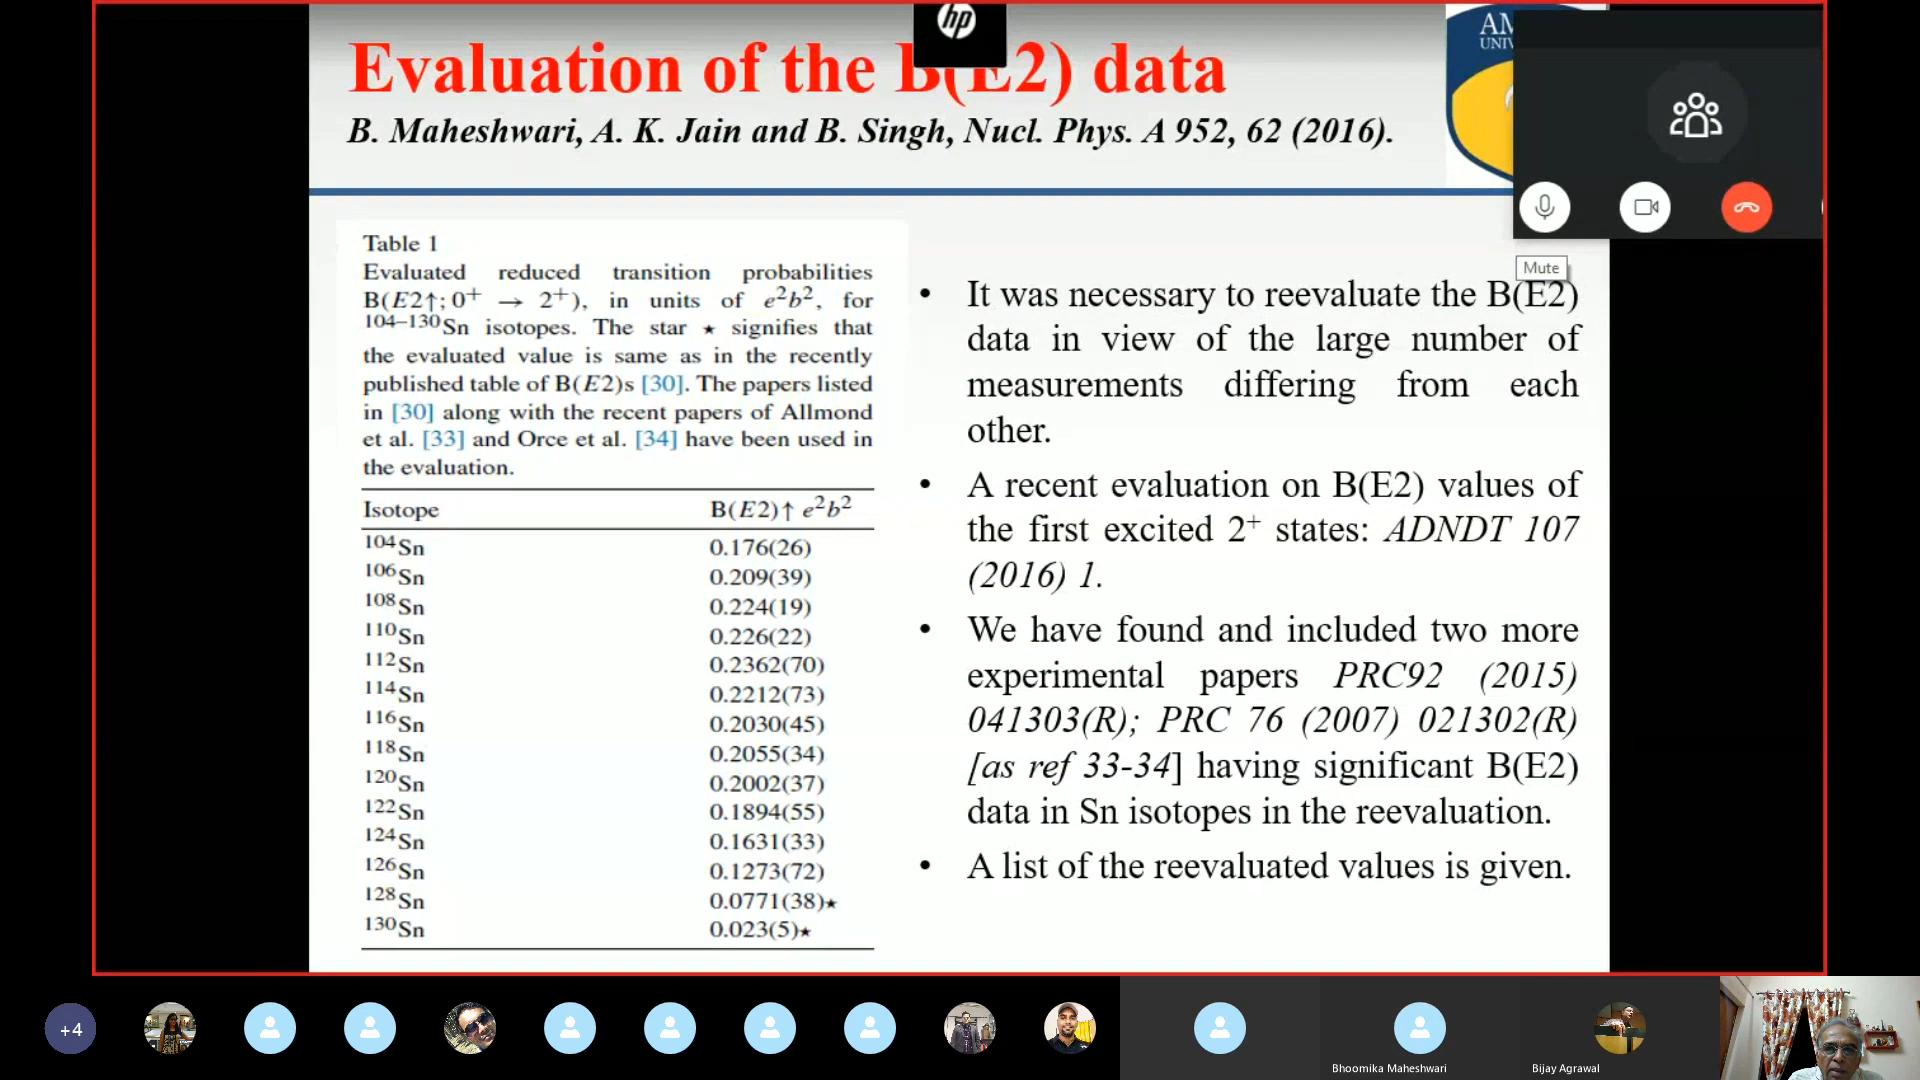 hp
Evaluation of the B(E2) data
B. Maheshwari, A. K. Jain and B. Singh, Nucl. Phys. A 952, 62 (2016).
Mute
Table 1
Evaluated reduced transition probabilities
B(E2↑; 0⁺ → 2⁺), in units of e²b², for
¹⁰⁴⁻¹³⁰Sn isotopes. The star ⋆ signifies that
the evaluated value is same as in the recently
published table of B(E2)s [30]. The papers listed
in [30] along with the recent papers of Allmond
et al. [33] and Orce et al. [34] have been used in
the evaluation.
Isotope B(E2)↑ e²b²
¹⁰⁴Sn 0.176(26)
¹⁰⁶Sn 0.209(39)
¹⁰⁸Sn 0.224(19)
¹¹⁰Sn 0.226(22)
¹¹²Sn 0.2362(70)
¹¹⁴Sn 0.2212(73)
¹¹⁶Sn 0.2030(45)
¹¹⁸Sn 0.2055(34)
¹²⁰Sn 0.2002(37)
¹²²Sn 0.1894(55)
¹²⁴Sn 0.1631(33)
¹²⁶Sn 0.1273(72)
¹²⁸Sn 0.0771(38)⋆
¹³⁰Sn 0.023(5)⋆
• It was necessary to reevaluate the B(E2)
data in view of the large number of
measurements differing from each
other.
• A recent evaluation on B(E2) values of
the first excited 2⁺ states: ADNDT 107
(2016) 1.
• We have found and included two more
experimental papers PRC92 (2015)
041303(R); PRC 76 (2007) 021302(R)
[as ref 33-34] having significant B(E2)
data in Sn isotopes in the reevaluation.
• A list of the reevaluated values is given.
+4
Bhoomika Maheshwari
Bijay Agrawal